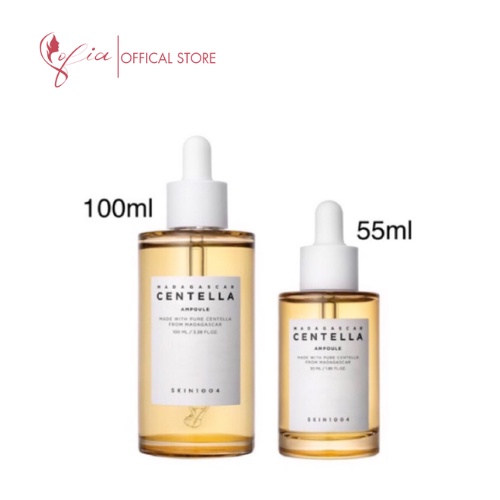 Sofia OFFICAL STORE
100ml
55ml
MADAGASCAR
CENTELLA
AMPOULE
MADE WITH PURE CENTELLA
FROM MADAGASCAR
SKIN1004
MADAGASCAR
CENTELLA
AMPOULE
MADE WITH PURE CENTELLA
FROM MADAGASCAR
SKIN1004